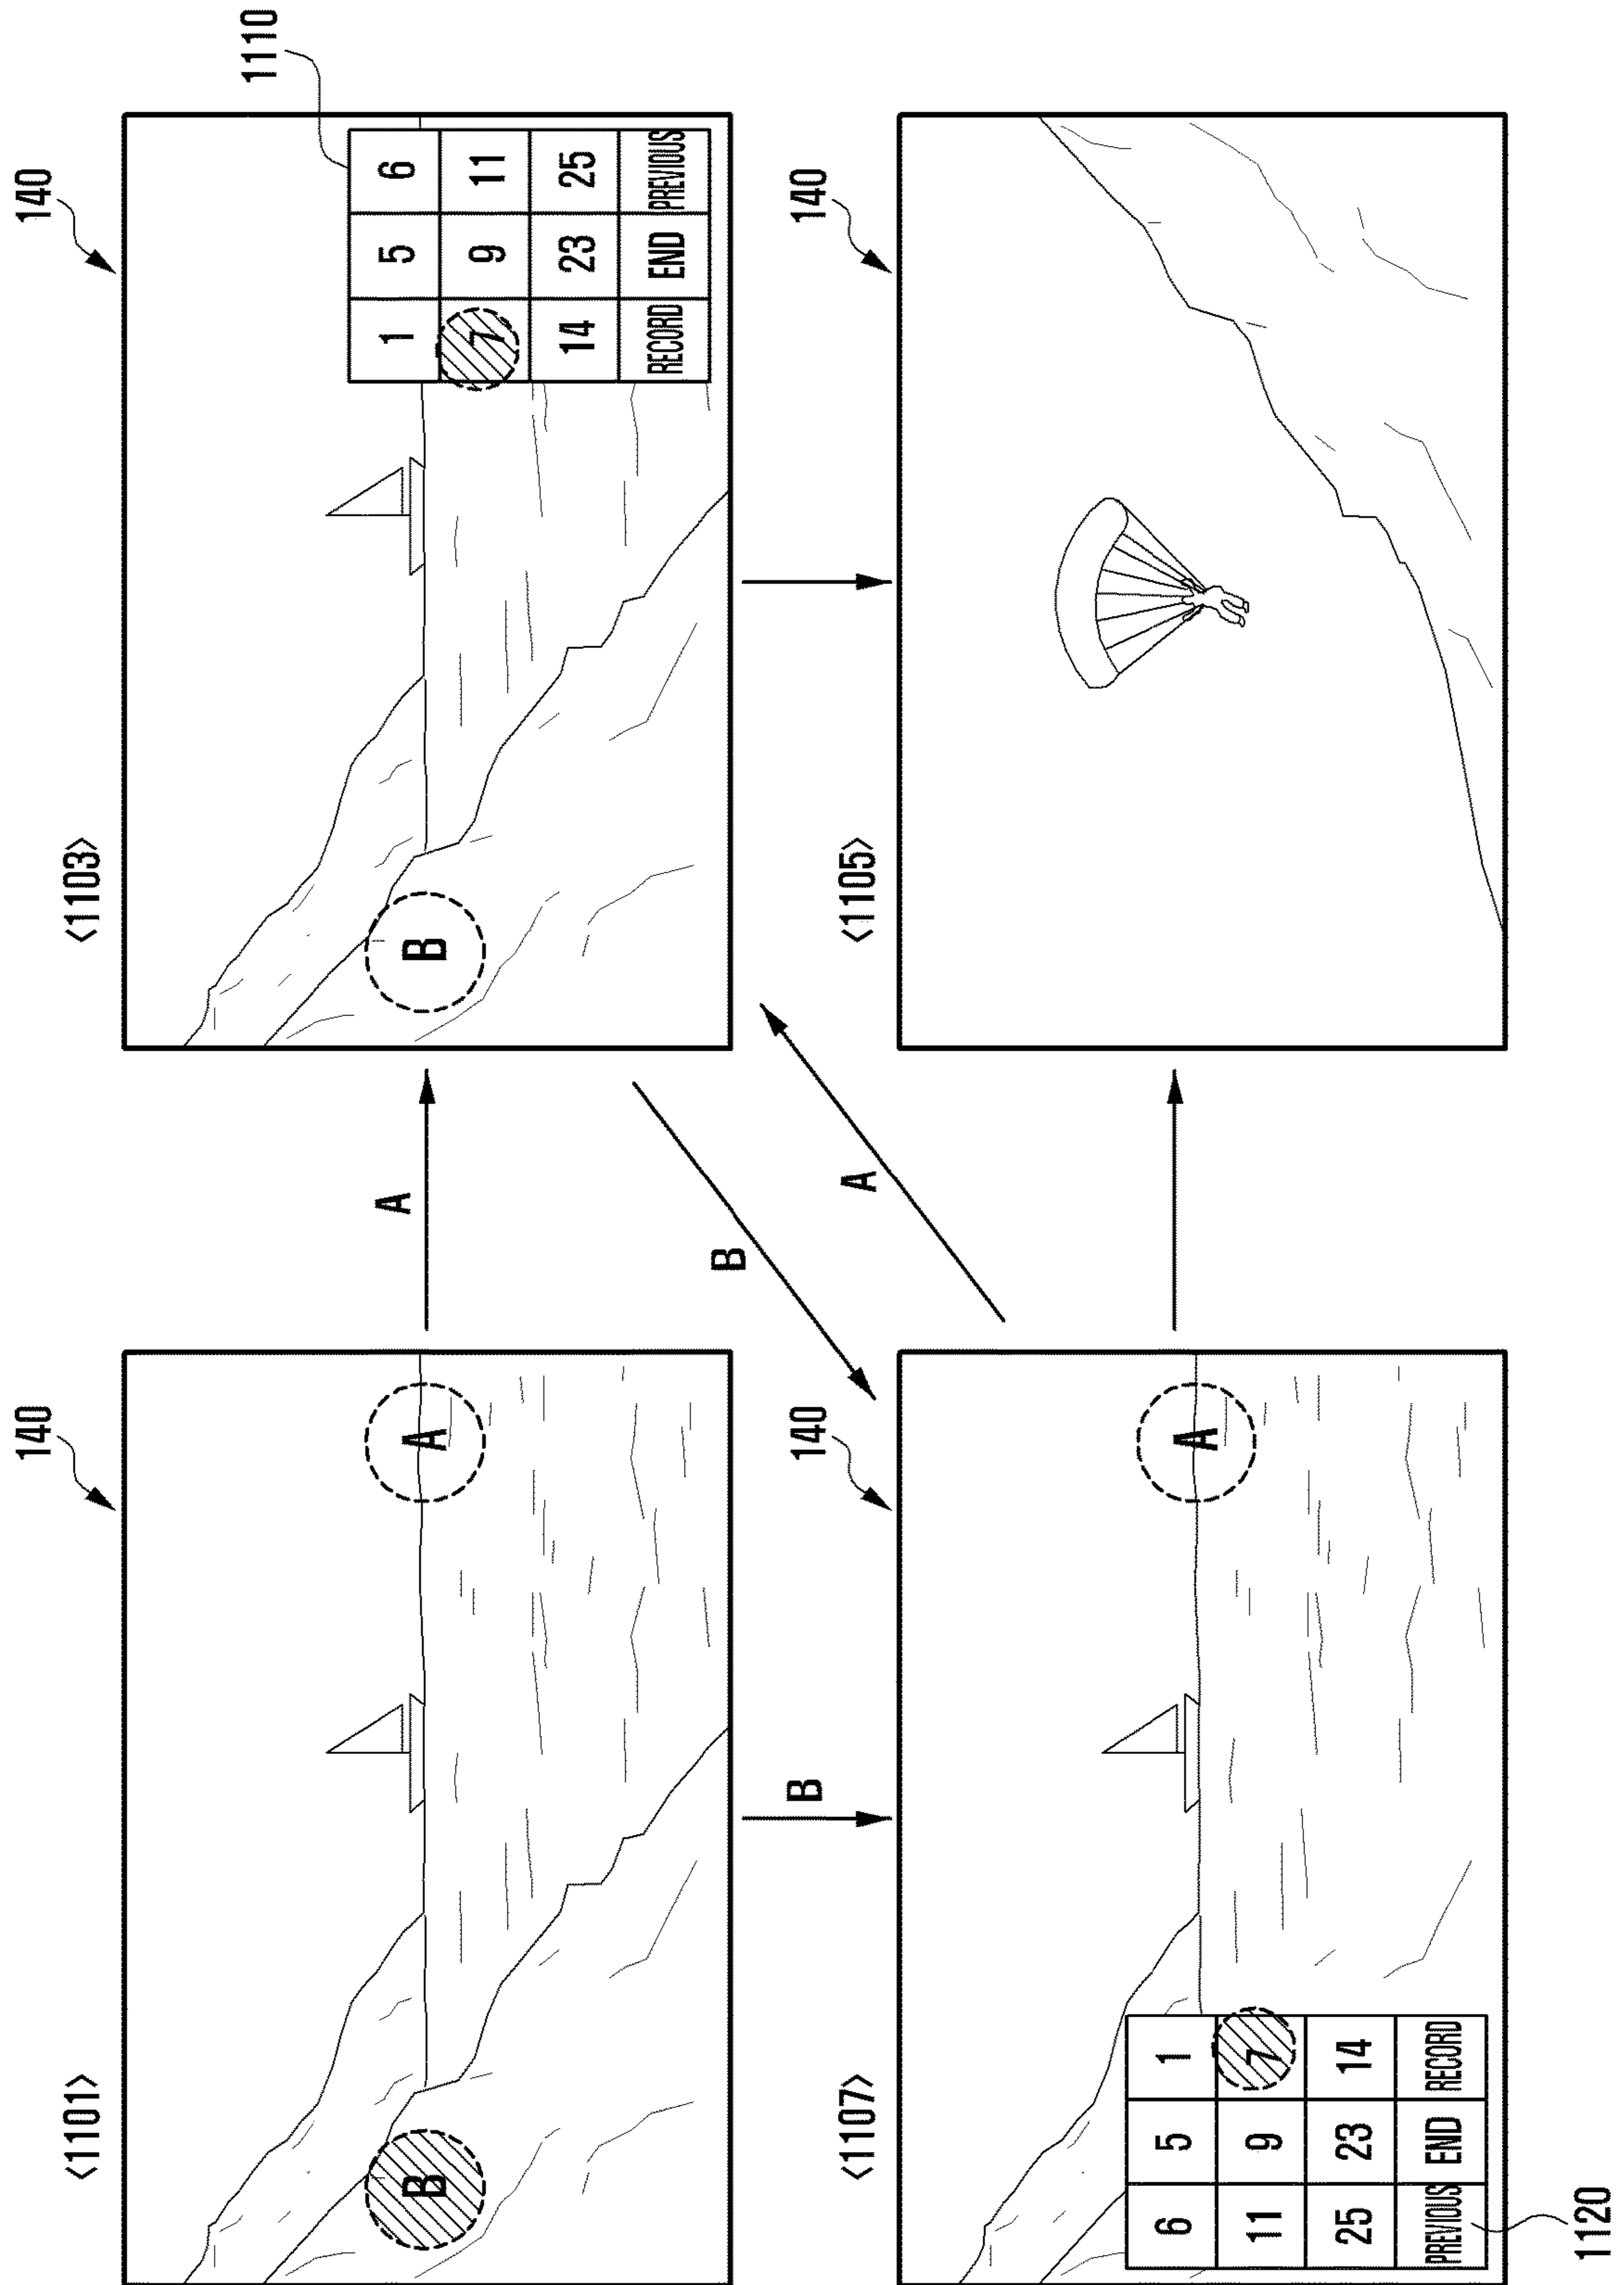 <1101>
140
B
A
A
<1103>
140
B
1110
1 5 6
7 9 11
14 23 25
RECORD END PREVIOUS
B
B
A
<1107>
140
6 5 1
11 9 7
25 23 14
PREVIOUS END RECORD
A
1120
<1105>
140